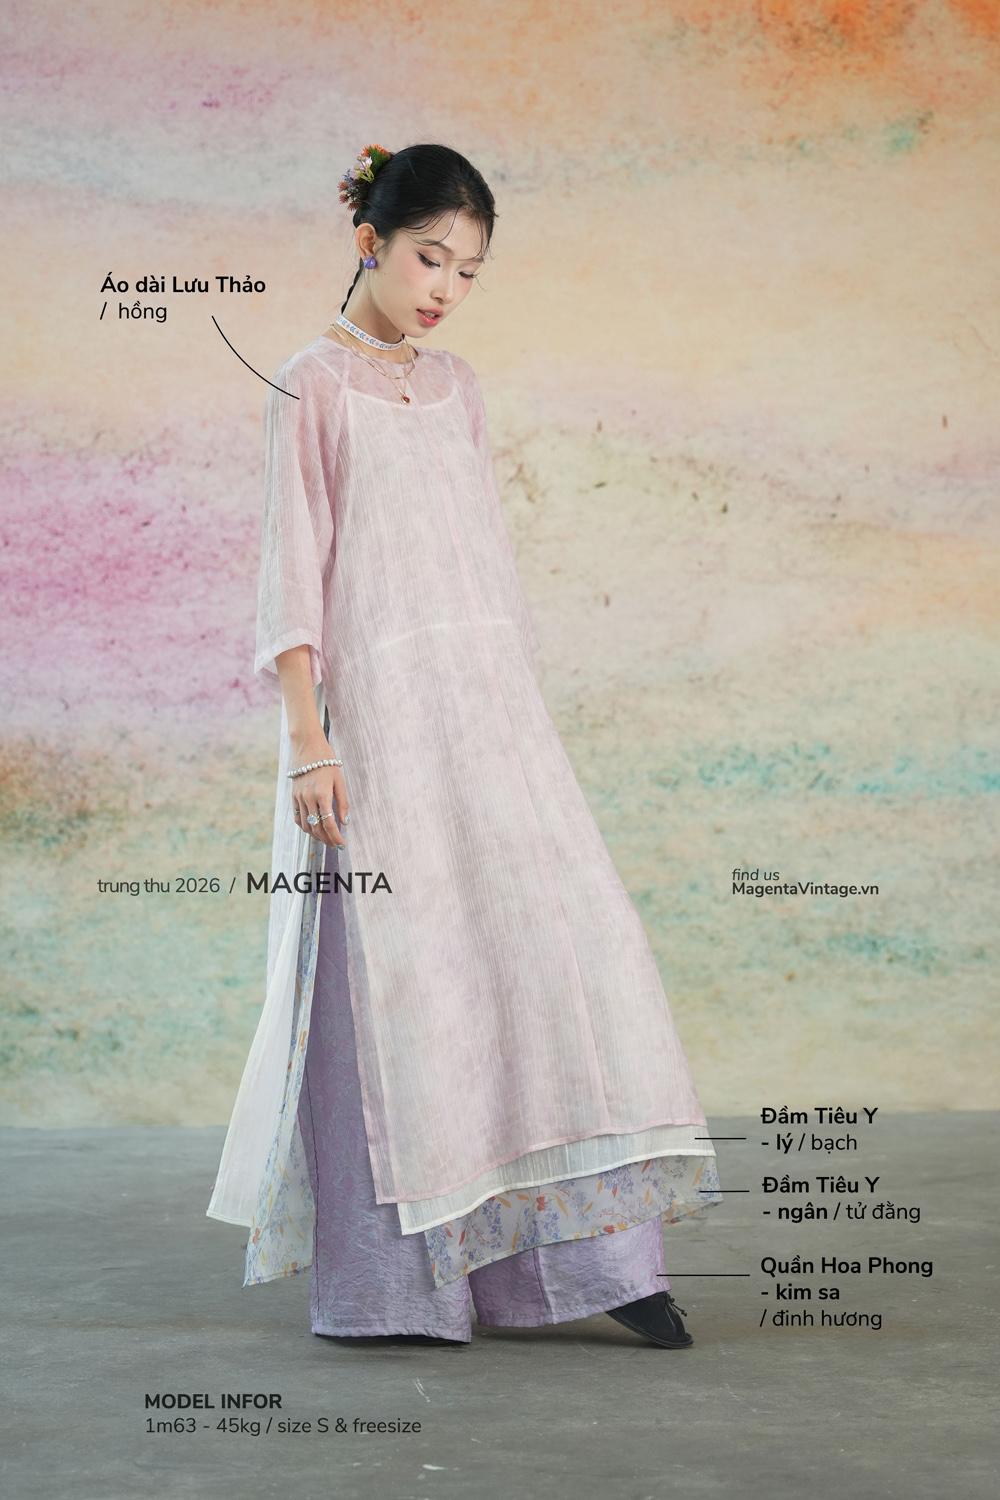 Áo dài Lưu Thảo
/ hồng
trung thu 2026 / MAGENTA
find us
MagentaVintage.vn
Đầm Tiêu Y
- lý / bạch
Đầm Tiêu Y
- ngân / tử đằng
Quần Hoa Phong
- kim sa
/ đinh hương
MODEL INFOR
1m63 - 45kg / size S & freesize